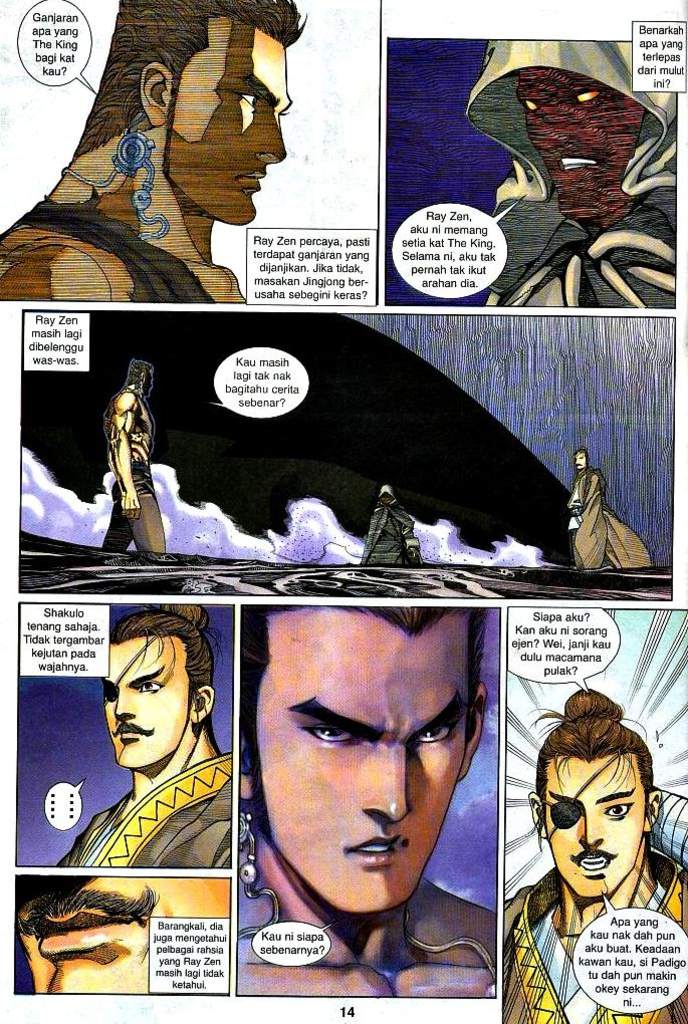 Ganjaran
apa yang
The King
bagi kat
kau?
Ray Zen percaya, pasti
terdapat ganjaran yang
dijanjikan. Jika tidak,
masakan Jingjong ber-
usaha sebegini keras?
Benarkah
apa yang
terlepas
dari mulut
ini?
Ray Zen,
aku ni memang
setia kat The King.
Selama ni, aku tak
pernah tak ikut
arahan dia.
Ray Zen
masih lagi
dibelenggu
was-was.
Kau masih
lagi tak nak
bagitahu cerita
sebenar?
Shakulo
tenang sahaja.
Tidak tergambar
kejutan pada
wajahnya.
Barangkali, dia
juga mengetahui
pelbagai rahsia
yang Ray Zen
masih lagi tidak
ketahui.
Kau ni siapa
sebenarnya?
Siapa aku?
Kan aku ni sorang
ejen? Wei, janji kau
dulu macamana
pulak?
Apa yang
kau nak dah pun
aku buat. Keadaan
kawan kau, si Padigo
tu dah pun makin
okey sekarang
ni...
14